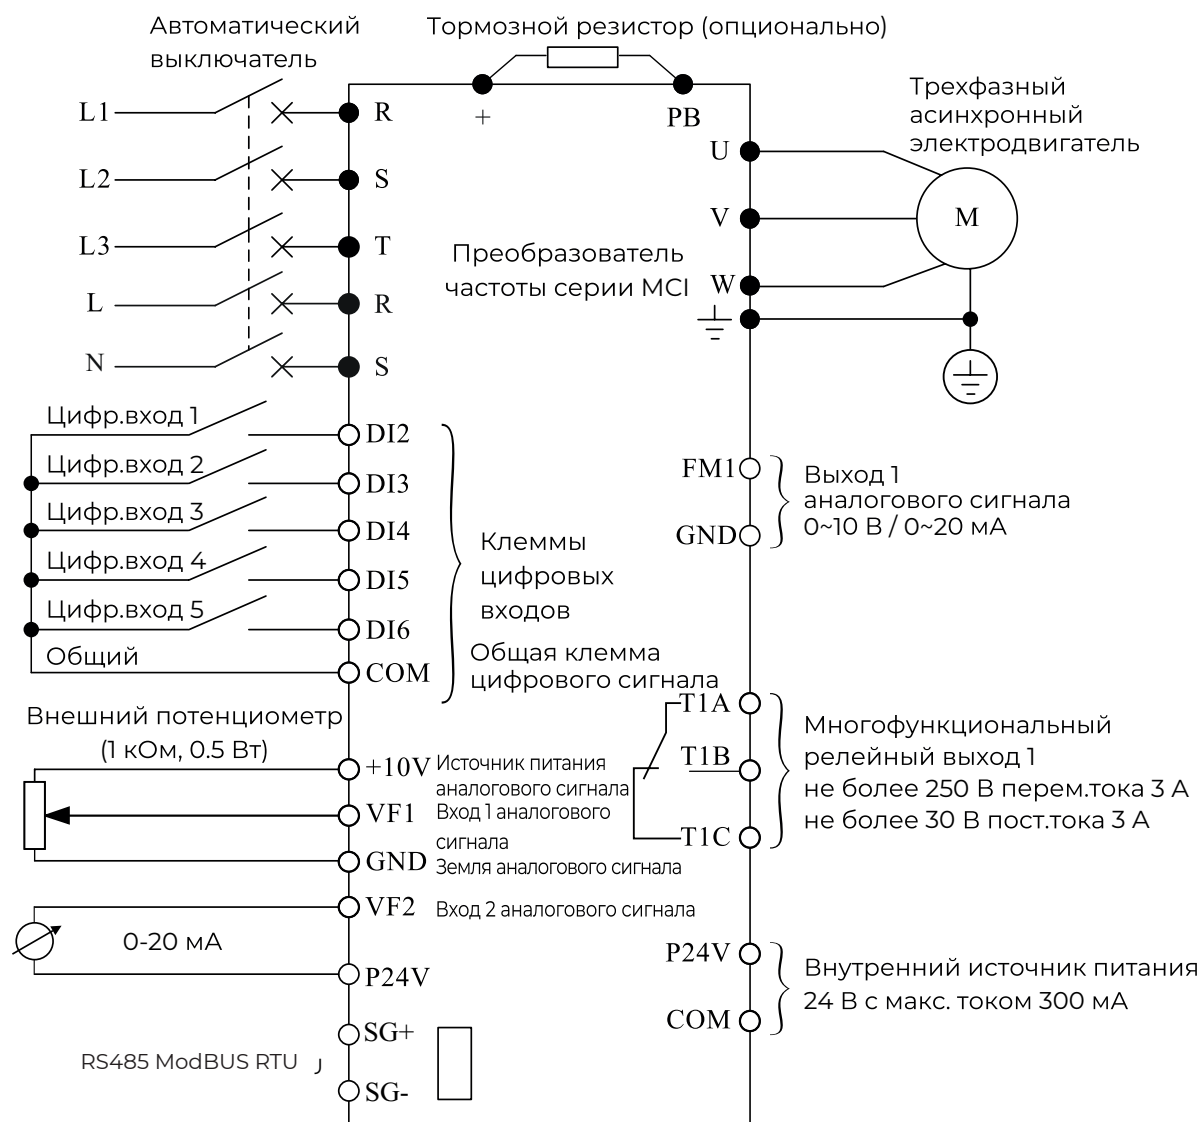 Автоматический
выключатель
Тормозной резистор (опционально)
L1
R
+
PB
Трехфазный
асинхронный
электродвигатель
U
L2
S
V
M
L3
T
Преобразователь
частоты серии MCI
W
L
R
N
S
Цифр.вход 1
DI2
Цифр.вход 2
DI3
Цифр.вход 3
DI4
Цифр.вход 4
DI5
Цифр.вход 5
DI6
Общий
COM
Клеммы
цифровых
входов
Общая клемма
цифрового сигнала
FM1
GND
Выход 1
аналогового сигнала
0~10 В / 0~20 мА
T1A
T1B
T1C
Многофункциональный
релейный выход 1
не более 250 В перем.тока 3 А
не более 30 В пост.тока 3 А
Внешний потенциометр
(1 кОм, 0.5 Вт)
+10V
Источник питания
аналогового сигнала
VF1
Вход 1 аналогового
сигнала
GND
Земля аналогового сигнала
VF2
Вход 2 аналогового сигнала
0-20 мА
P24V
P24V
COM
Внутренний источник питания
24 В с макс. током 300 мА
SG+
RS485 ModBUS RTU
SG-